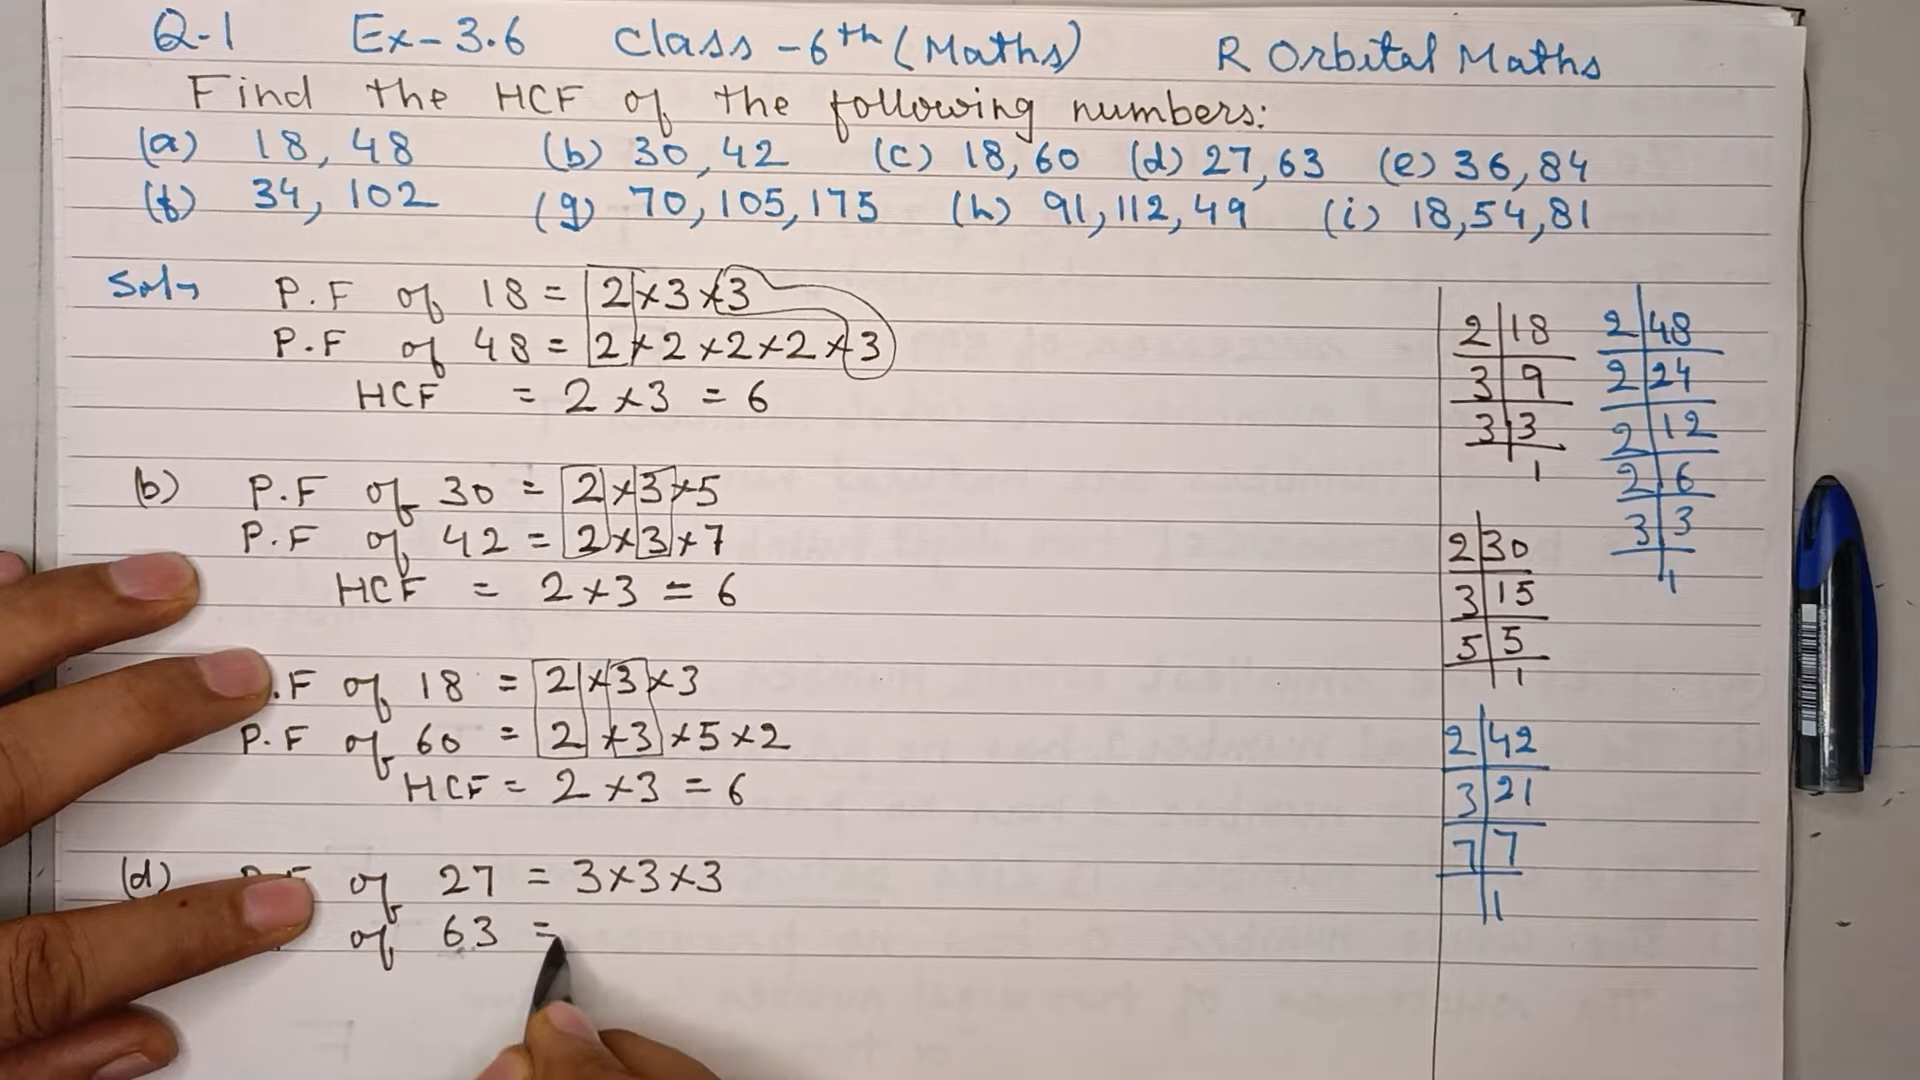 Q-1 Ex-3.6 Class-6th (Maths) R Orbital Maths
Find the HCF of the following numbers:
(a) 18, 48 (b) 30, 42 (c) 18, 60 (d) 27, 63 (e) 36, 84
(f) 34, 102 (g) 70, 105, 175 (h) 91, 112, 49 (i) 18, 54, 81
Soln P.F of 18 = 2×3×3
P.F of 48 = 2×2×2×2×3
HCF = 2×3 = 6
(b) P.F of 30 = 2×3×5
P.F of 42 = 2×3×7
HCF = 2×3 = 6
.F of 18 = 2×3×3
P.F of 60 = 2×3×5×2
HCF = 2×3 = 6
(d) P.F of 27 = 3×3×3
of 63 =
2|18
3|9
3|3
1
2|48
2|24
2|12
2|6
3|3
1
2|30
3|15
5|5
1
2|42
3|21
7|7
1